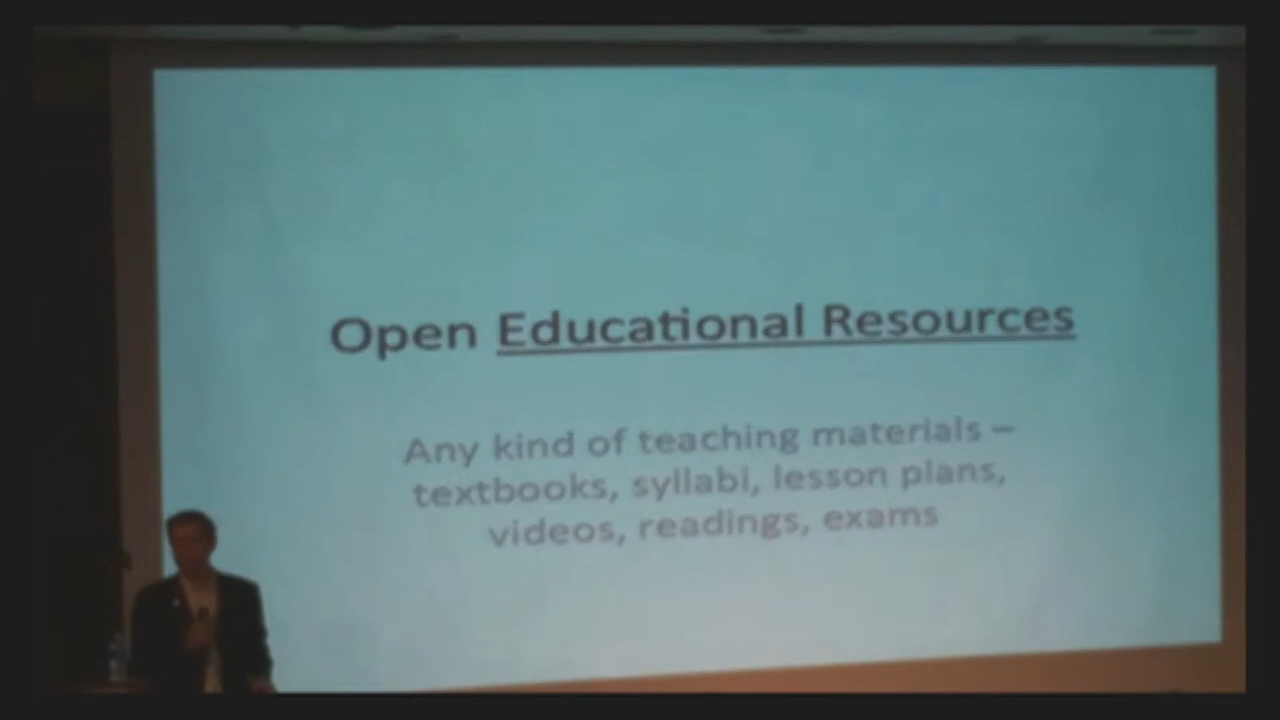 Open Educational Resources
Any kind of teaching materials –
textbooks, syllabi, lesson plans,
videos, readings, exams